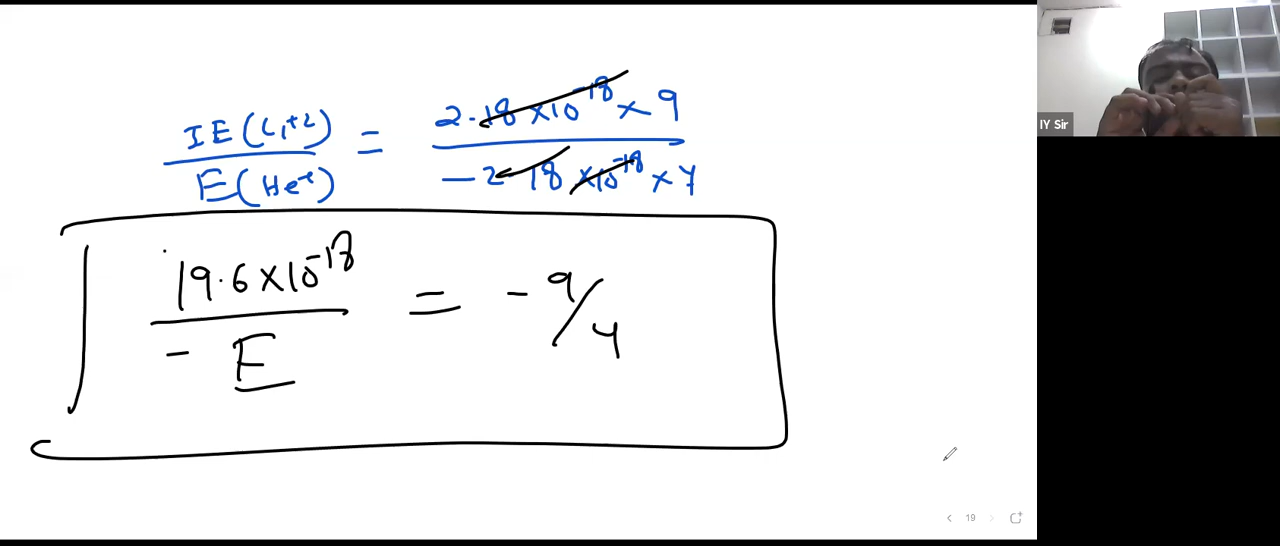 IE(Li+2) / E(He+) = 2.18 × 10^-18 × 9 / - 2.18 × 10^-18 × 4
19.6 × 10^-18 / - E = - 9/4
IY Sir
19